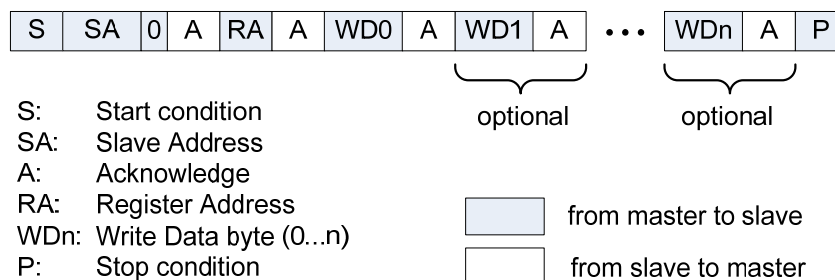 S SA 0 A RA A WD0 A WD1 A ••• WDn A P
optional optional
S: Start condition
SA: Slave Address
A: Acknowledge
RA: Register Address
WDn: Write Data byte (0...n)
P: Stop condition
from master to slave
from slave to master